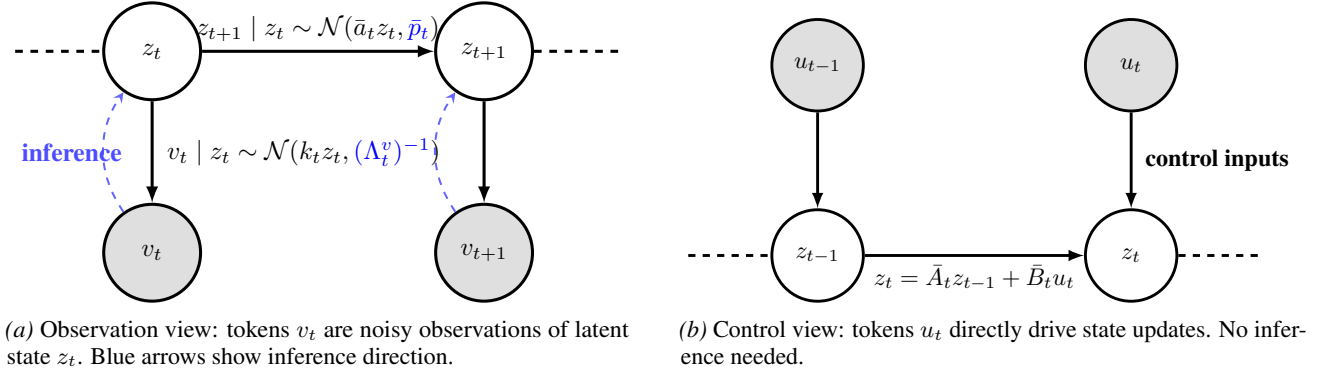 z_t
z_{t+1} | z_t ∼ 𝒩(ā_t z_t, p̄_t)
z_{t+1}
inference
v_t | z_t ∼ 𝒩(k_t z_t, (Λ_t^v)^{-1})
v_t
v_{t+1}
(a) Observation view: tokens v_t are noisy observations of latent
state z_t. Blue arrows show inference direction.
u_{t−1}
u_t
control inputs
z_{t−1}
z_t
z_t = Ā_t z_{t−1} + B̄_t u_t
(b) Control view: tokens u_t directly drive state updates. No infer-
ence needed.